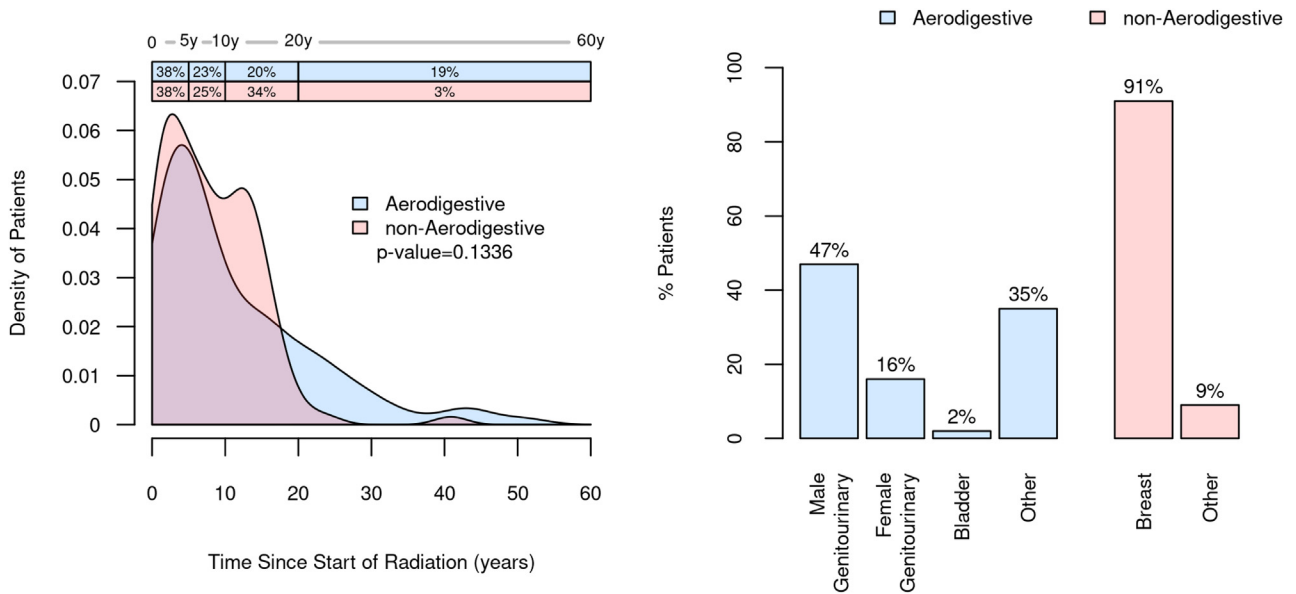 0 5y 10y 20y 60y
38% 23% 20% 19%
38% 25% 34% 3%
0.07
0.06
0.05
0.04
0.03
0.02
0.01
0
Density of Patients
Aerodigestive
non-Aerodigestive
p-value=0.1336
0 10 20 30 40 50 60
Time Since Start of Radiation (years)
Aerodigestive non-Aerodigestive
100
80
60
40
20
0
% Patients
47%
16%
2%
35%
91%
9%
Male
Genitourinary
Female
Genitourinary
Bladder
Other
Breast
Other